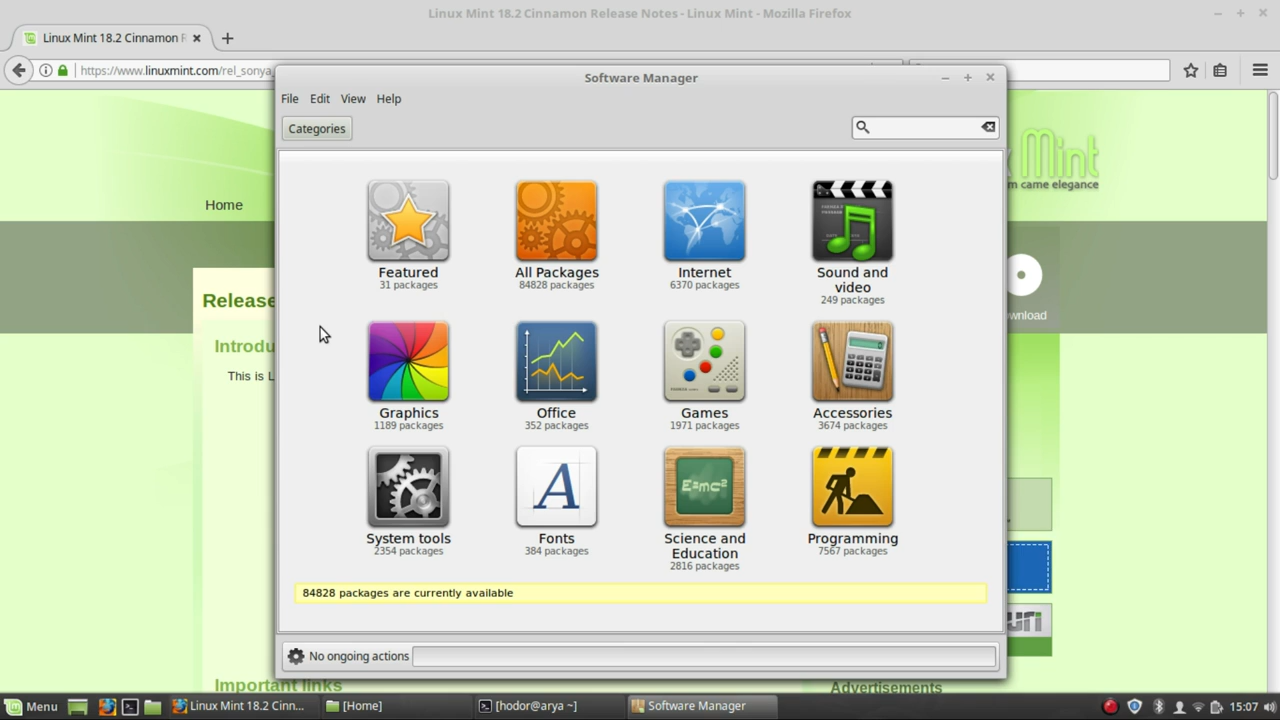 Linux Mint 18.2 Cinnamon Release Notes - Linux Mint - Mozilla Firefox
Linux Mint 18.2 Cinnamon R
https://www.linuxmint.com/rel_sonya_
Software Manager
File Edit View Help
Categories
Mint
m came elegance
Home
Featured
31 packages
All Packages
84828 packages
Internet
6370 packages
Sound and
video
249 packages
wnload
Release
Introdu
This is L
Graphics
1189 packages
Office
352 packages
Games
1971 packages
Accessories
3674 packages
E=mc²
System tools
2354 packages
Fonts
384 packages
Science and
Education
2816 packages
Programming
7567 packages
84828 packages are currently available
No ongoing actions
Important links
Advertisements
Menu
Linux Mint 18.2 Cinn...
[Home]
[hodor@arya ~]
Software Manager
15:07